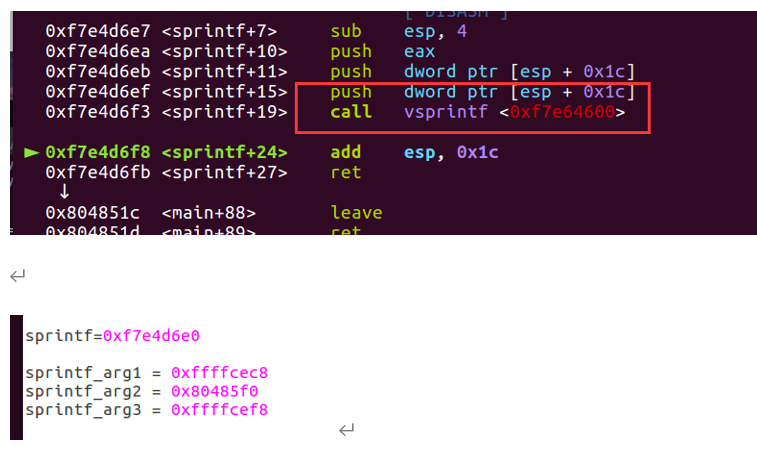 [ DISASM ]
0xf7e4d6e7 <sprintf+7> sub esp, 4
0xf7e4d6ea <sprintf+10> push eax
0xf7e4d6eb <sprintf+11> push dword ptr [esp + 0x1c]
0xf7e4d6ef <sprintf+15> push dword ptr [esp + 0x1c]
0xf7e4d6f3 <sprintf+19> call vsprintf <0xf7e64600>
► 0xf7e4d6f8 <sprintf+24> add esp, 0x1c
0xf7e4d6fb <sprintf+27> ret
↓
0x804851c <main+88> leave
0x804851d <main+89> ret
↵
sprintf=0xf7e4d6e0
sprintf_arg1 = 0xffffcec8
sprintf_arg2 = 0x80485f0
sprintf_arg3 = 0xffffcef8
↵